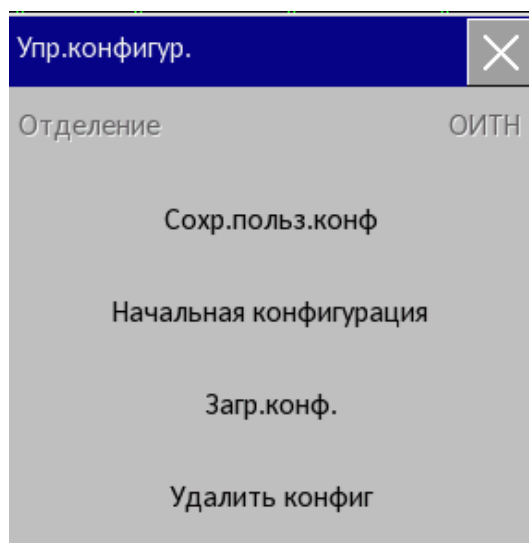 Упр.конфигур.
Отделение ОИТН
Сохр.польз.конф
Начальная конфигурация
Загр.конф.
Удалить конфиг